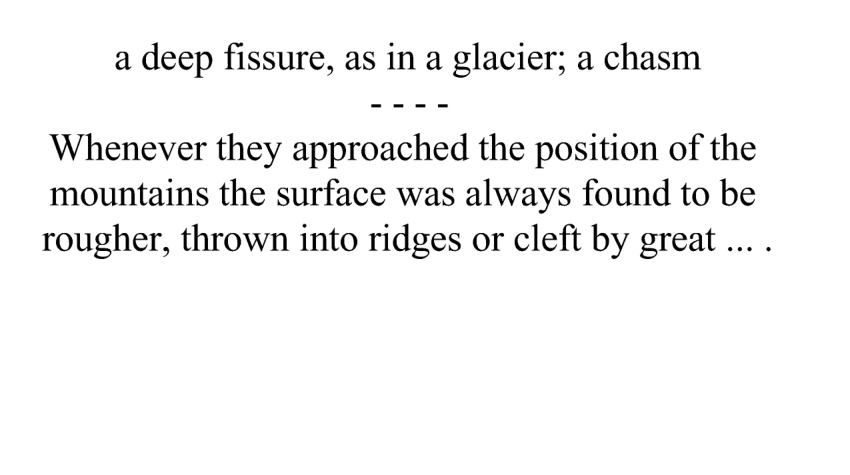 a deep fissure, as in a glacier; a chasm
- - - -
Whenever they approached the position of the
mountains the surface was always found to be
rougher, thrown into ridges or cleft by great ... .